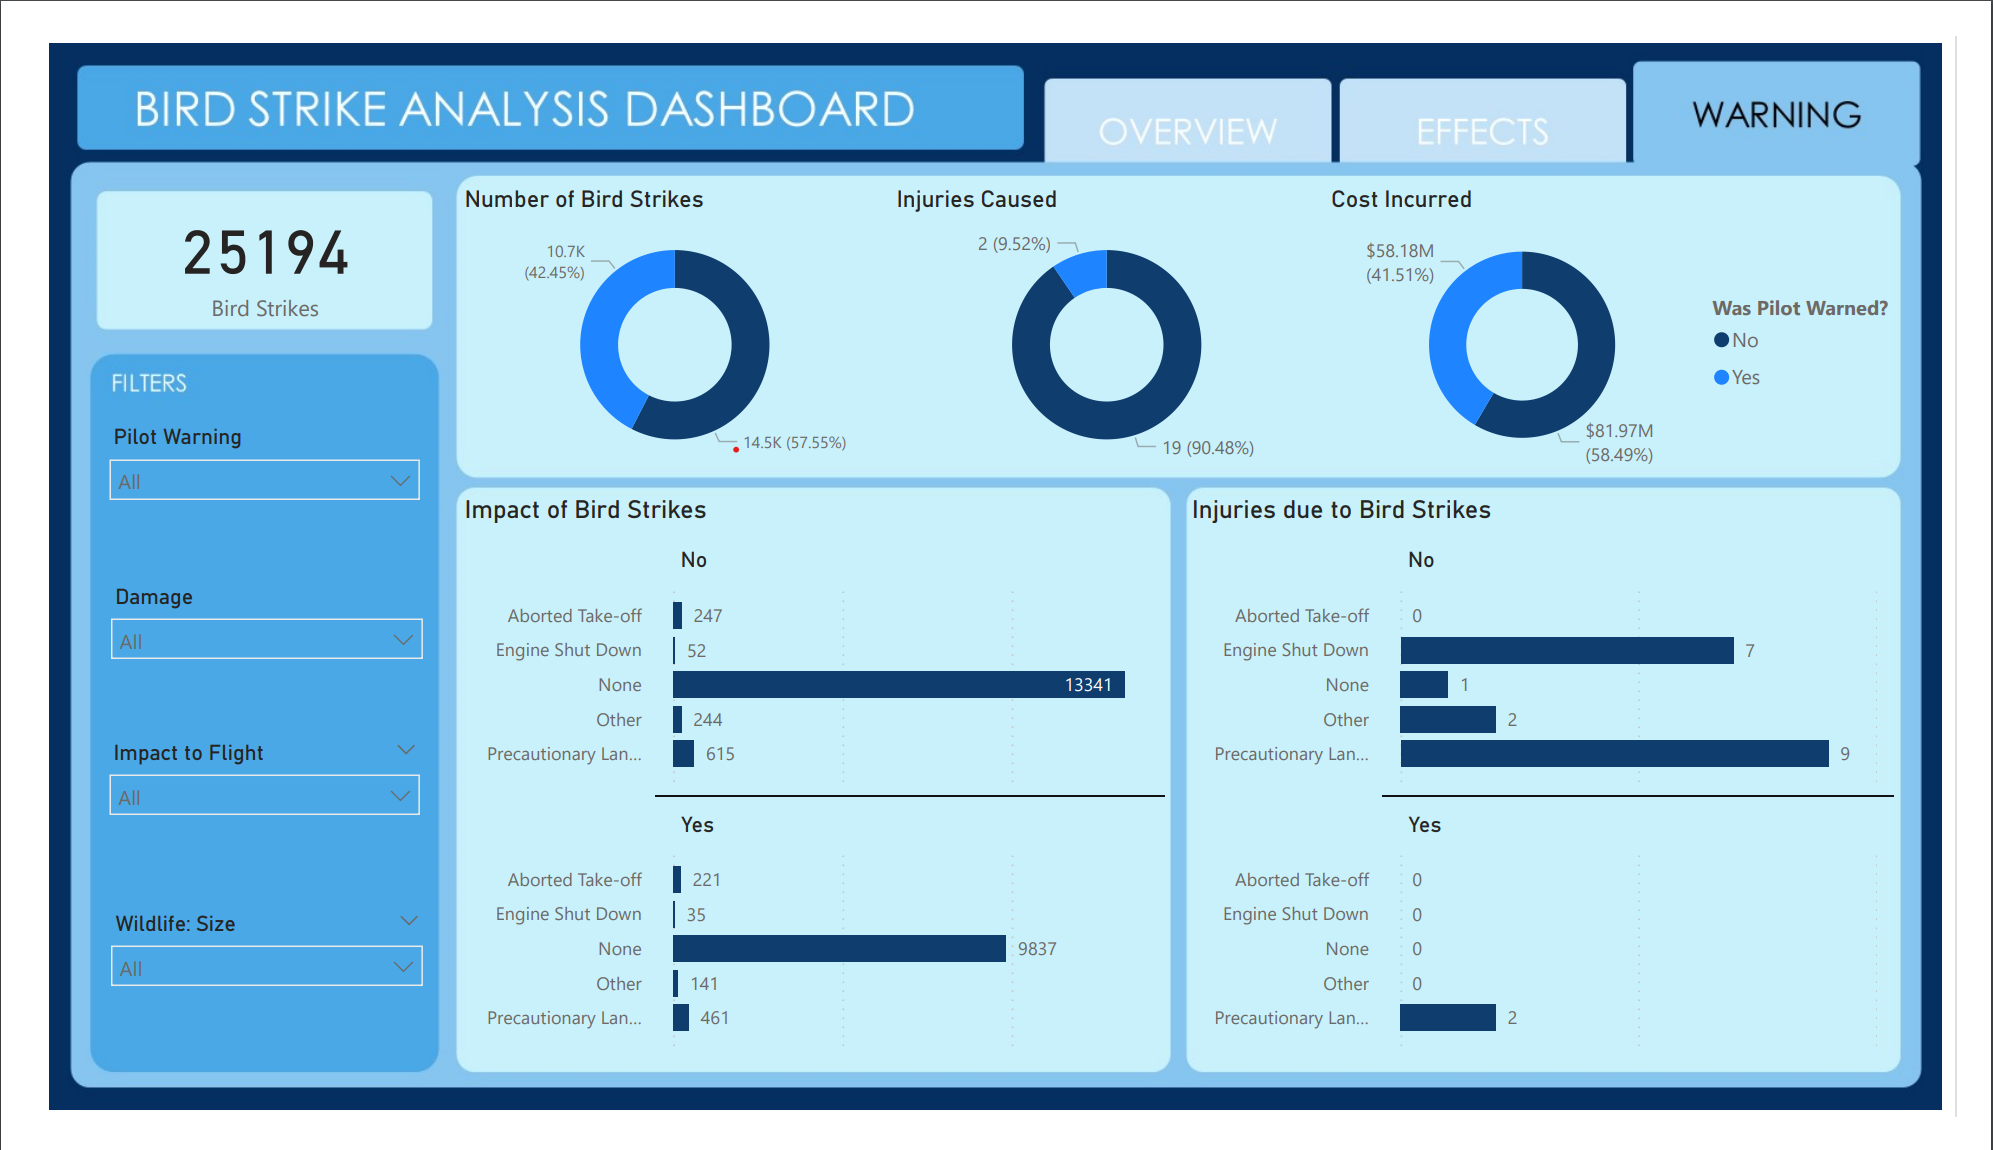 BIRD STRIKE ANALYSIS DASHBOARD
OVERVIEW
EFFECTS
WARNING
25194
Bird Strikes
FILTERS
Pilot Warning
All
Damage
All
Impact to Flight
All
Wildlife: Size
All
Number of Bird Strikes
10.7K
(42.45%)
14.5K (57.55%)
Injuries Caused
2 (9.52%)
19 (90.48%)
Cost Incurred
$58.18M
(41.51%)
$81.97M
(58.49%)
Was Pilot Warned?
No
Yes
Impact of Bird Strikes
No
Aborted Take-off 247
Engine Shut Down 52
None 13341
Other 244
Precautionary Lan... 615
Yes
Aborted Take-off 221
Engine Shut Down 35
None 9837
Other 141
Precautionary Lan... 461
Injuries due to Bird Strikes
No
Aborted Take-off 0
Engine Shut Down 7
None 1
Other 2
Precautionary Lan... 9
Yes
Aborted Take-off 0
Engine Shut Down 0
None 0
Other 0
Precautionary Lan... 2